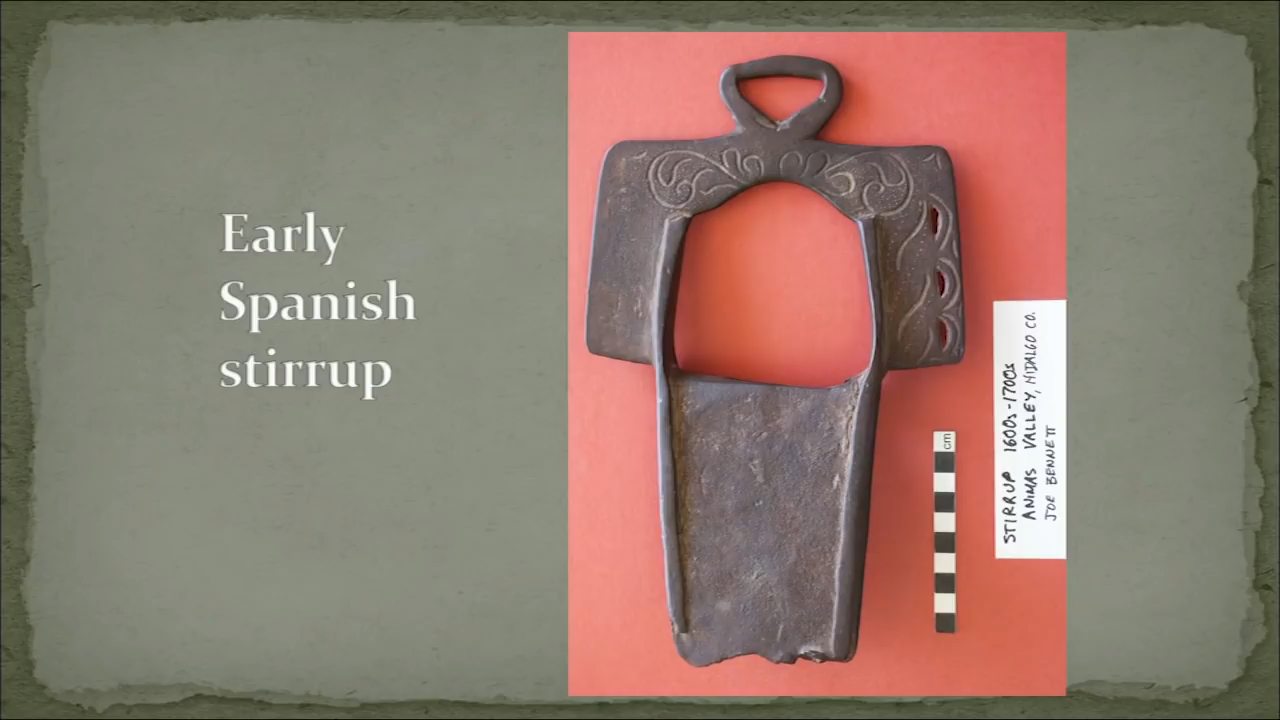 Early
Spanish
stirrup
cm
STIRRUP 1600s-1700s
ANIMAS VALLEY, HIDALGO CO.
JOE BENNETT